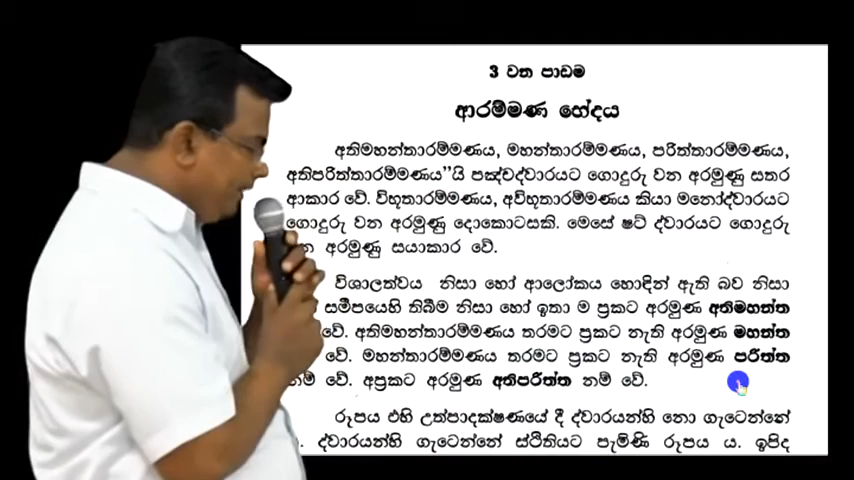 3 වන පාඩම
ආරම්මණ භේදය
අතිමහන්තාරම්මණය, මහන්තාරම්මණය, පරිත්තාරම්මණය,
අතිපරිත්තාරම්මණය”යි පඤ්චද්වාරයට ගොදුරු වන අරමුණු සතර
ආකාර වේ. විභූතාරම්මණය, අවිභූතාරම්මණය කියා මනෝද්වාරයට
ගොදුරු වන අරමුණු දෙකොටසකි. මෙසේ ෂට් ද්වාරයට ගොදුරු
අරමුණු සයාකාර වේ.
විශාලත්වය නිසා හෝ ආලෝකය හොඳින් ඇති බව නිසා
සමීපයෙහි තිබීම නිසා හෝ ඉතා ම ප්‍රකට අරමුණ අතිමහන්ත
වේ. අතිමහන්තාරම්මණය තරමට ප්‍රකට නැති අරමුණ මහන්ත
වේ. මහන්තාරම්මණය තරමට ප්‍රකට නැති අරමුණ පරිත්ත
නම් වේ. අප්‍රකට අරමුණ අතිපරිත්ත නම් වේ.
රූපය එහි උත්පාදක්ෂණයේ දී ද්වාරයන්හි නො ගැටෙන්නේ
ද්වාරයන්හි ගැටෙන්නේ ස්ථිතියට පැමිණි රූපය ය. ඉපිද